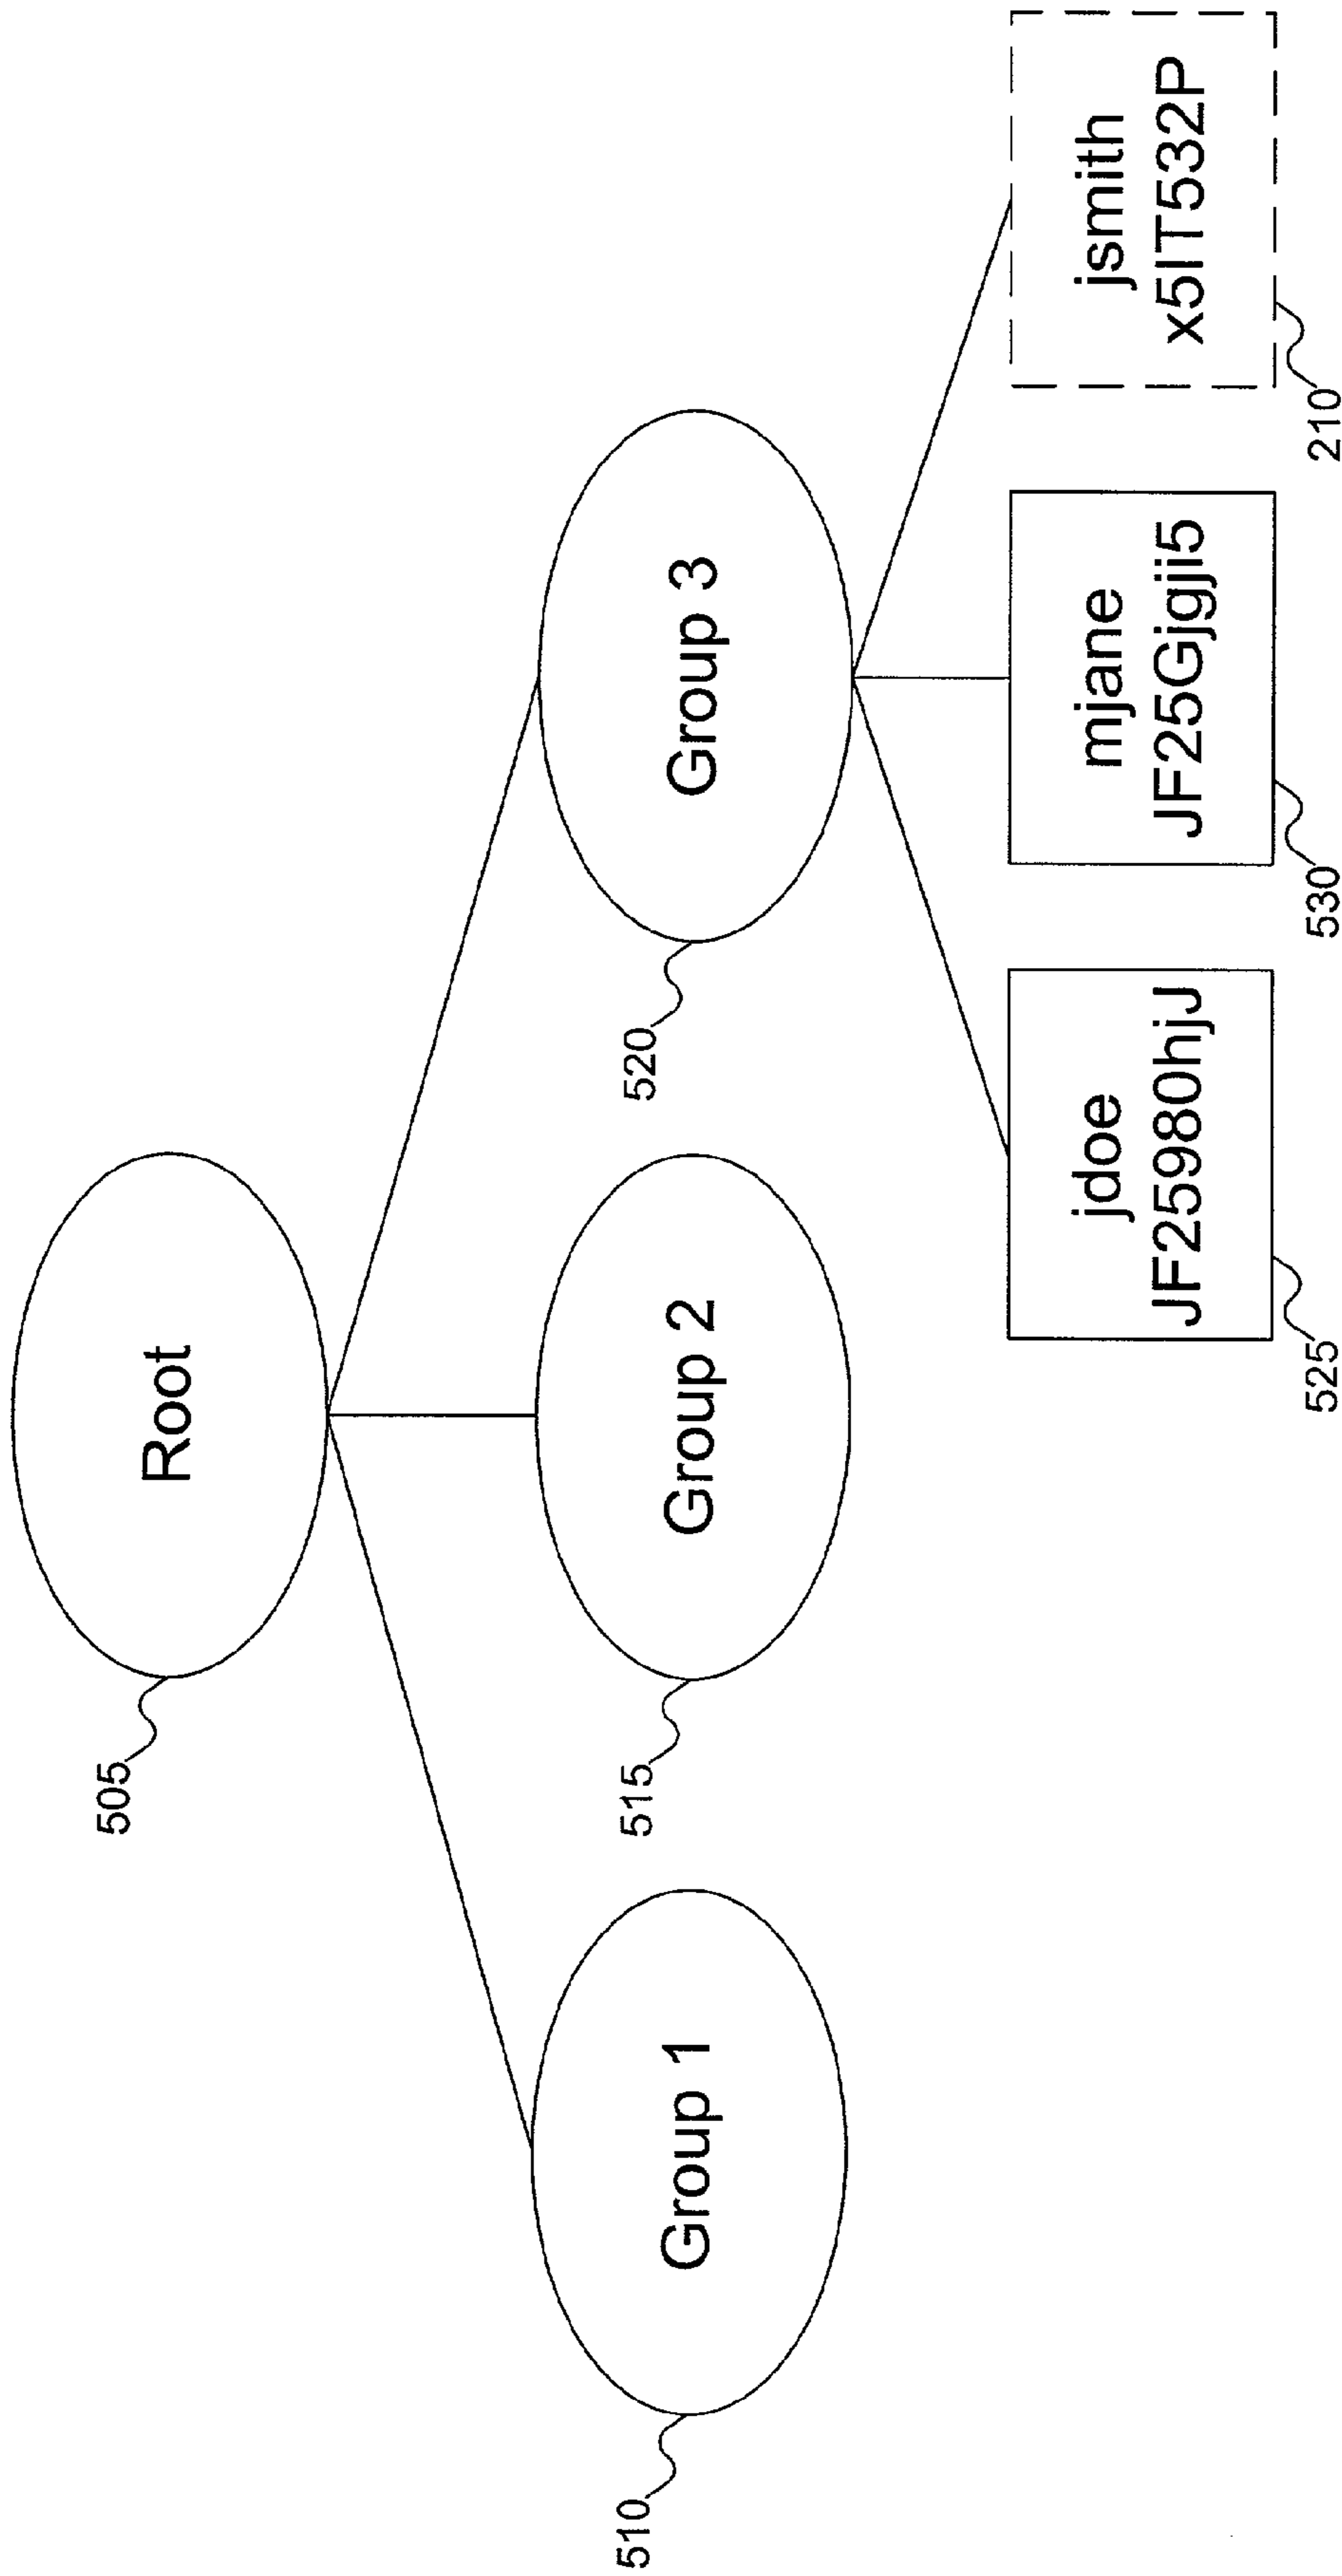 Root
505
Group 1
510
Group 2
515
Group 3
520
jdoe
JF25980hjJ
525
mjane
JF25Gjgji5
530
jsmith
x5IT532P
210